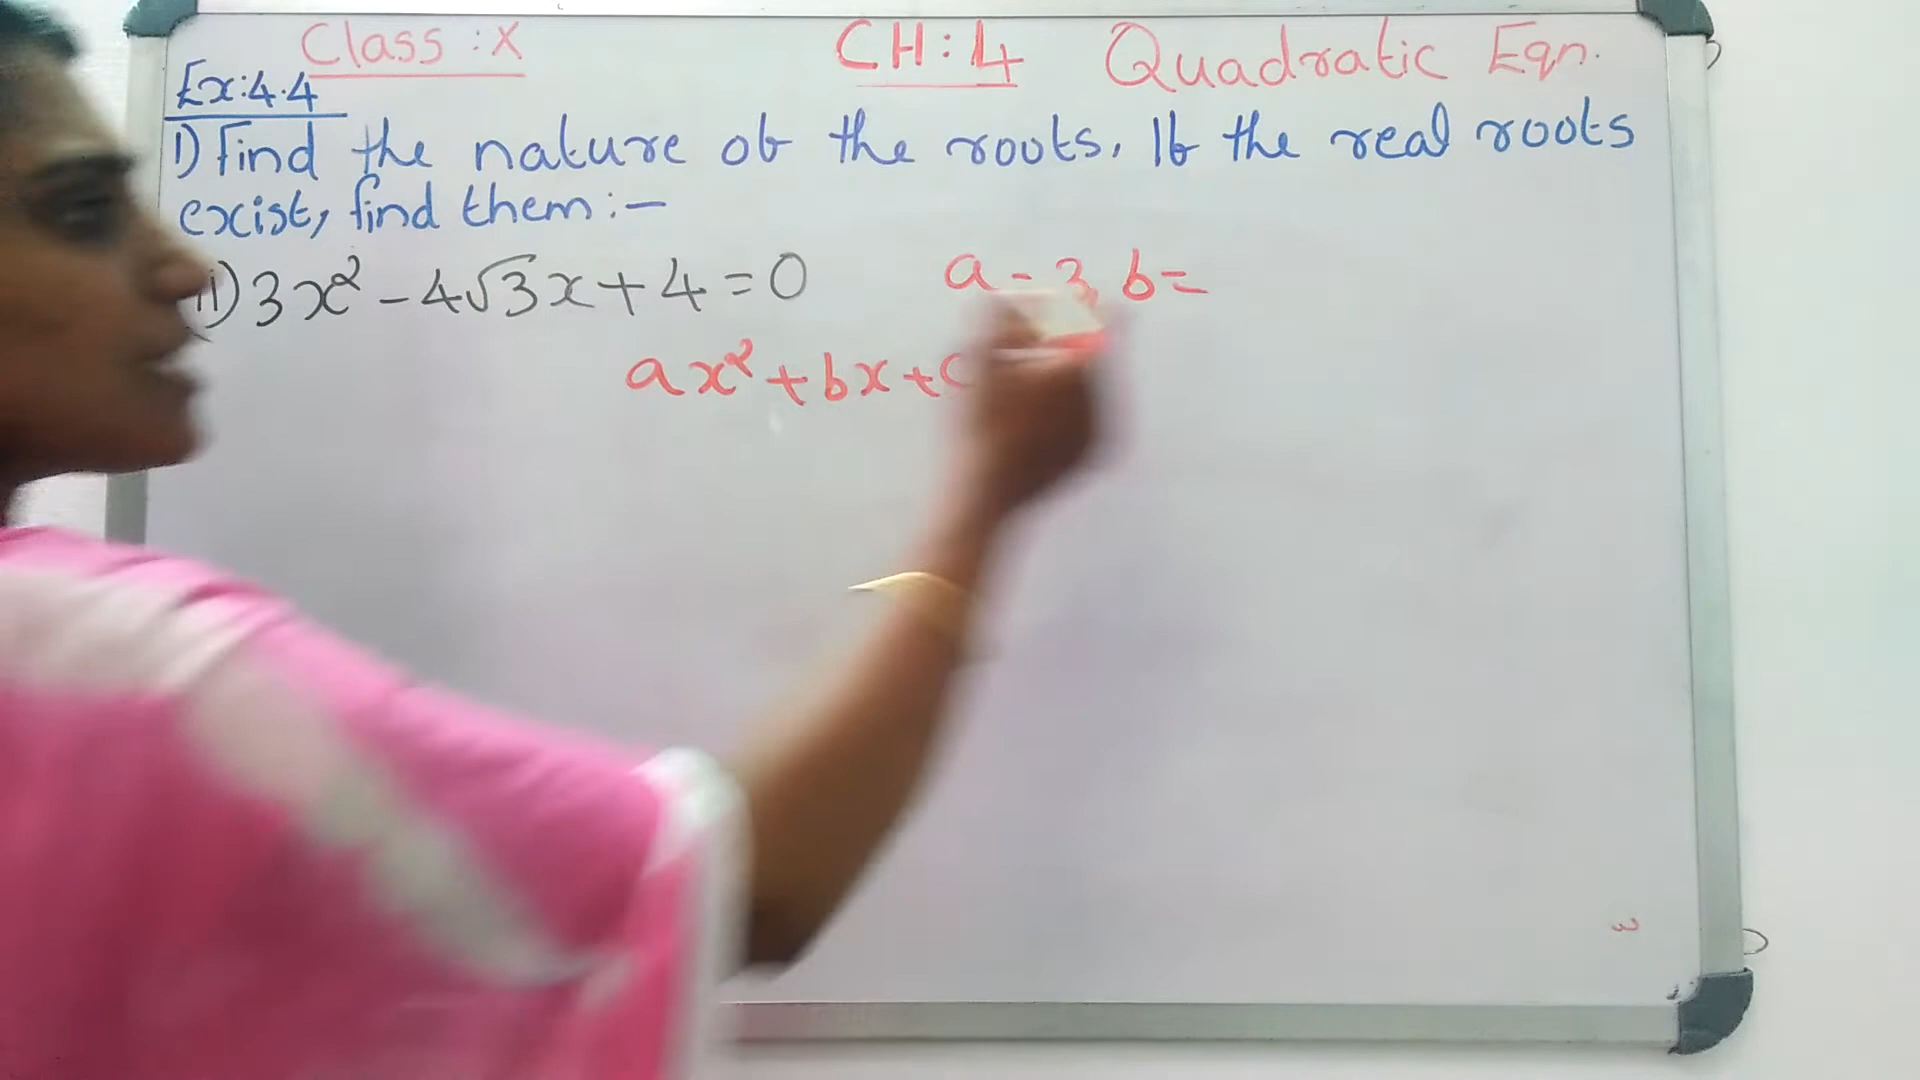 Class : X CH : 4 Quadratic Eqn.
Ex:4.4
1) Find the nature of the roots. If the real roots
exist, find them :-
ii) 3x² - 4√3x + 4 = 0 a = 3, b =
ax² + bx + c